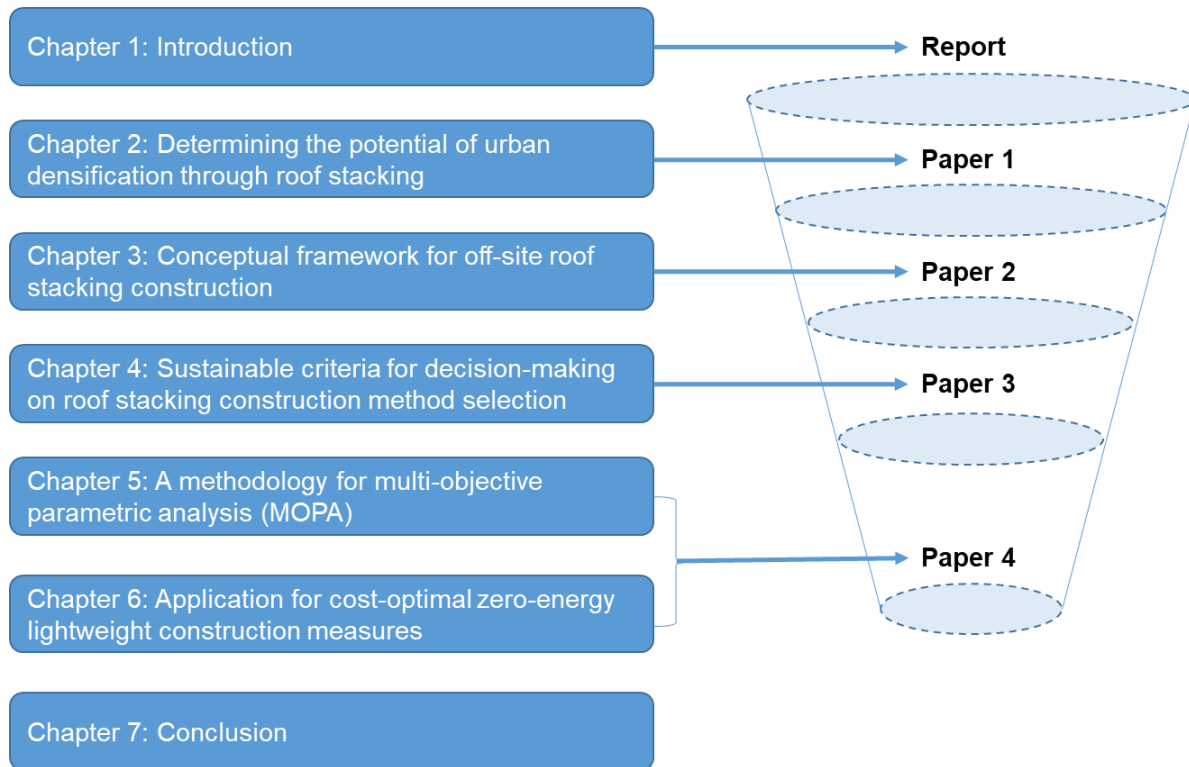 Chapter 1: Introduction
Report
Chapter 2: Determining the potential of urban
densification through roof stacking
Paper 1
Chapter 3: Conceptual framework for off-site roof
stacking construction
Paper 2
Chapter 4: Sustainable criteria for decision-making
on roof stacking construction method selection
Paper 3
Chapter 5: A methodology for multi-objective
parametric analysis (MOPA)
Chapter 6: Application for cost-optimal zero-energy
lightweight construction measures
Paper 4
Chapter 7: Conclusion